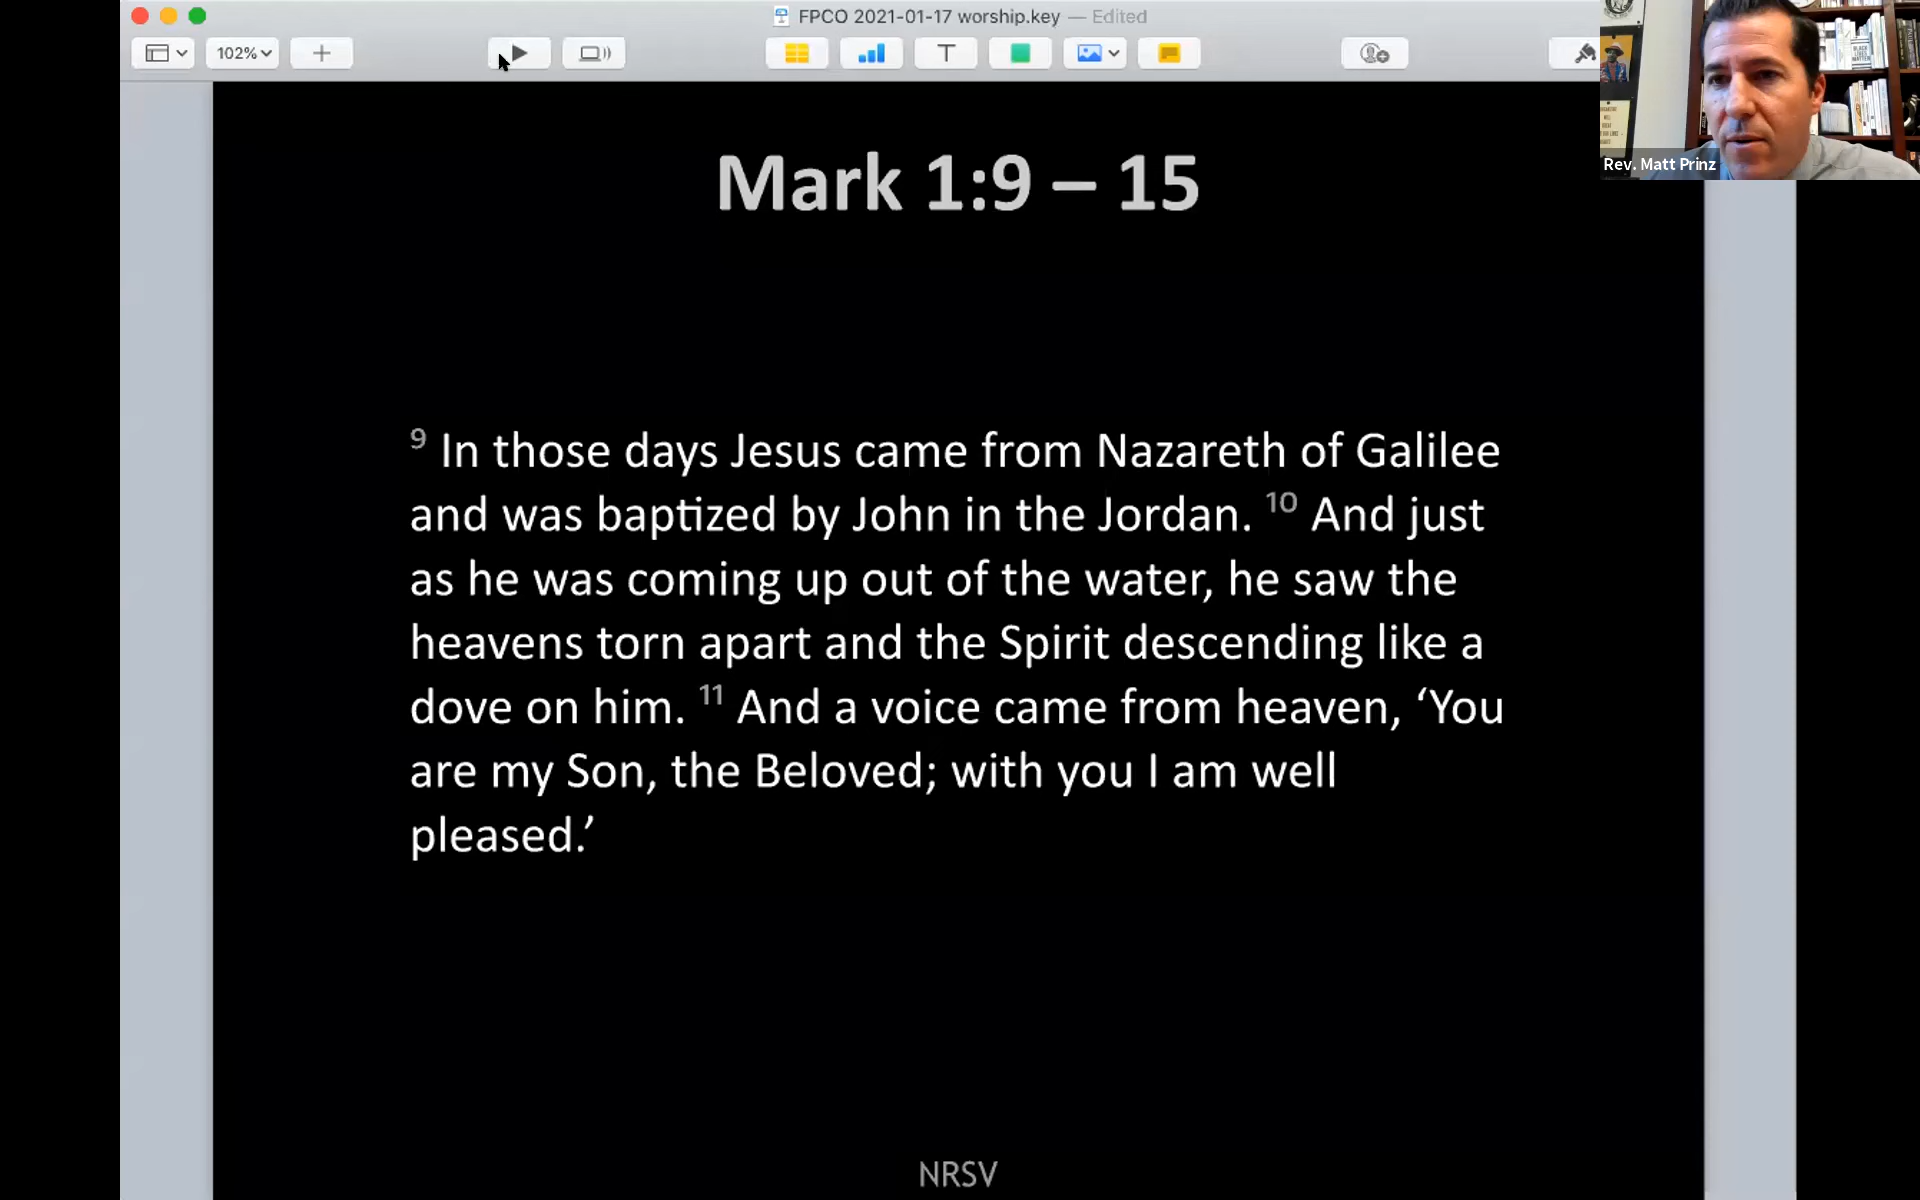 FPCO 2021-01-17 worship.key — Edited
102%
T
Rev. Matt Prinz
Mark 1:9 – 15
9 In those days Jesus came from Nazareth of Galilee
and was baptized by John in the Jordan. 10 And just
as he was coming up out of the water, he saw the
heavens torn apart and the Spirit descending like a
dove on him. 11 And a voice came from heaven, ‘You
are my Son, the Beloved; with you I am well
pleased.’
NRSV